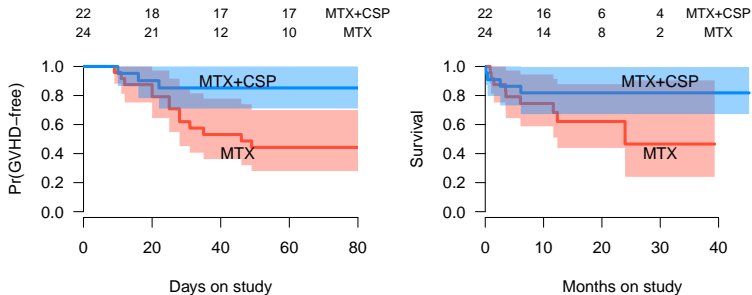 22 18 17 17 MTX+CSP
24 21 12 10 MTX
1.0
0.8
0.6
0.4
0.2
0.0
Pr(GVHD−free)
MTX+CSP
MTX
0 20 40 60 80
Days on study
22 16 6 4 MTX+CSP
24 14 8 2 MTX
1.0
0.8
0.6
0.4
0.2
0.0
Survival
MTX+CSP
MTX
0 10 20 30 40
Months on study